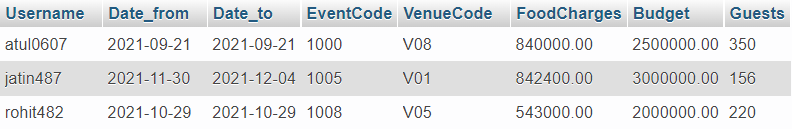 Username Date_from Date_to EventCode VenueCode FoodCharges Budget Guests
atul0607 2021-09-21 2021-09-21 1000 V08 840000.00 2500000.00 350
jatin487 2021-11-30 2021-12-04 1005 V01 842400.00 3000000.00 156
rohit482 2021-10-29 2021-10-29 1008 V05 543000.00 2000000.00 220